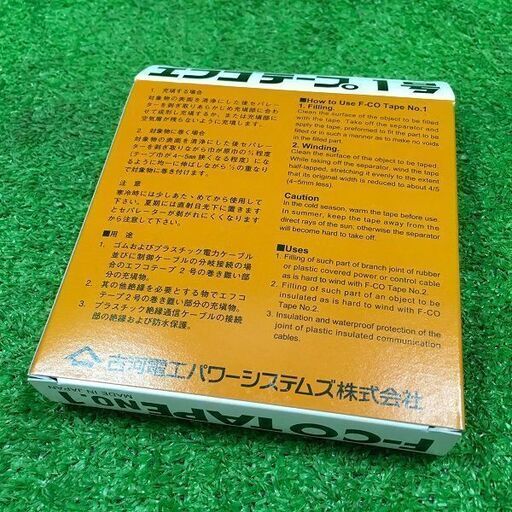 エフコテープ。1号
1. 充填する場合
対象物の表面を清浄にした後セパレー
ターを剥ぎ取りあらかじめ充填部に合わ
せて成形し充填するか、または充填部に
空気層が残らないように充填します。
2. 対象物に巻く場合
対象物の表面を清浄にした後セパレー
ターを剥ぎ取りながら巾が原巾の⅘程度
(テープ巾が4~5㎜狭くなる程度)にな
るように均一に伸ばしながら½の重なり
で対象物に巻き付けます。
注 意
寒冷時には少しあたゝめてから使用して
下さい。夏期には直射日光下に置きます
とセパレーターが剥がれにくくなります
から注意して下さい。
■用 途
1. ゴムおよびプラスチック電力ケーブル
並びに制御ケーブルの分岐接続の場
合のエフコテープ2号の巻き難い部
分の充填物。
2. 其の他絶縁を必要とする物でエフコ
テープ2号の巻き難い部分の充填物。
3. プラスチック絶縁通信ケーブルの接続
部の絶縁および防水保護。
■How to Use F-CO Tape No.1
1. Filling.
Clean the surface of the object to be filled
with the tape. Take off the separator and
apply the tape, preformed to fit the part to be
filled or in such a manner as to make no voids
in the filled part.
2. Winding.
Clean the surface of the object to be taped.
While taking off the separator, wind the tape
half-lapped, stretching it evenly to the extent
that its original width is reduced to about 4/5
(4~5mm less).
Caution
In the cold season, warm the tape before use.
In summer, keep the tape away from the
direct rays of the sun; otherwise the separator
will become hard to take off.
■Uses
1. Filling of such part of branch joint of rubber
or plastic covered power or control cable
as is hard to wind with F-CO Tape No.2.
2. Filling of such part of an object to be
insulated as is hard to wind with F-CO
Tape No.2.
3. Insulation and waterproof protection of the
joint of plastic insulated communication
cables.
古河電工パワーシステムズ株式会社
F-CO TAPE NO.1
MADE IN JAPAN